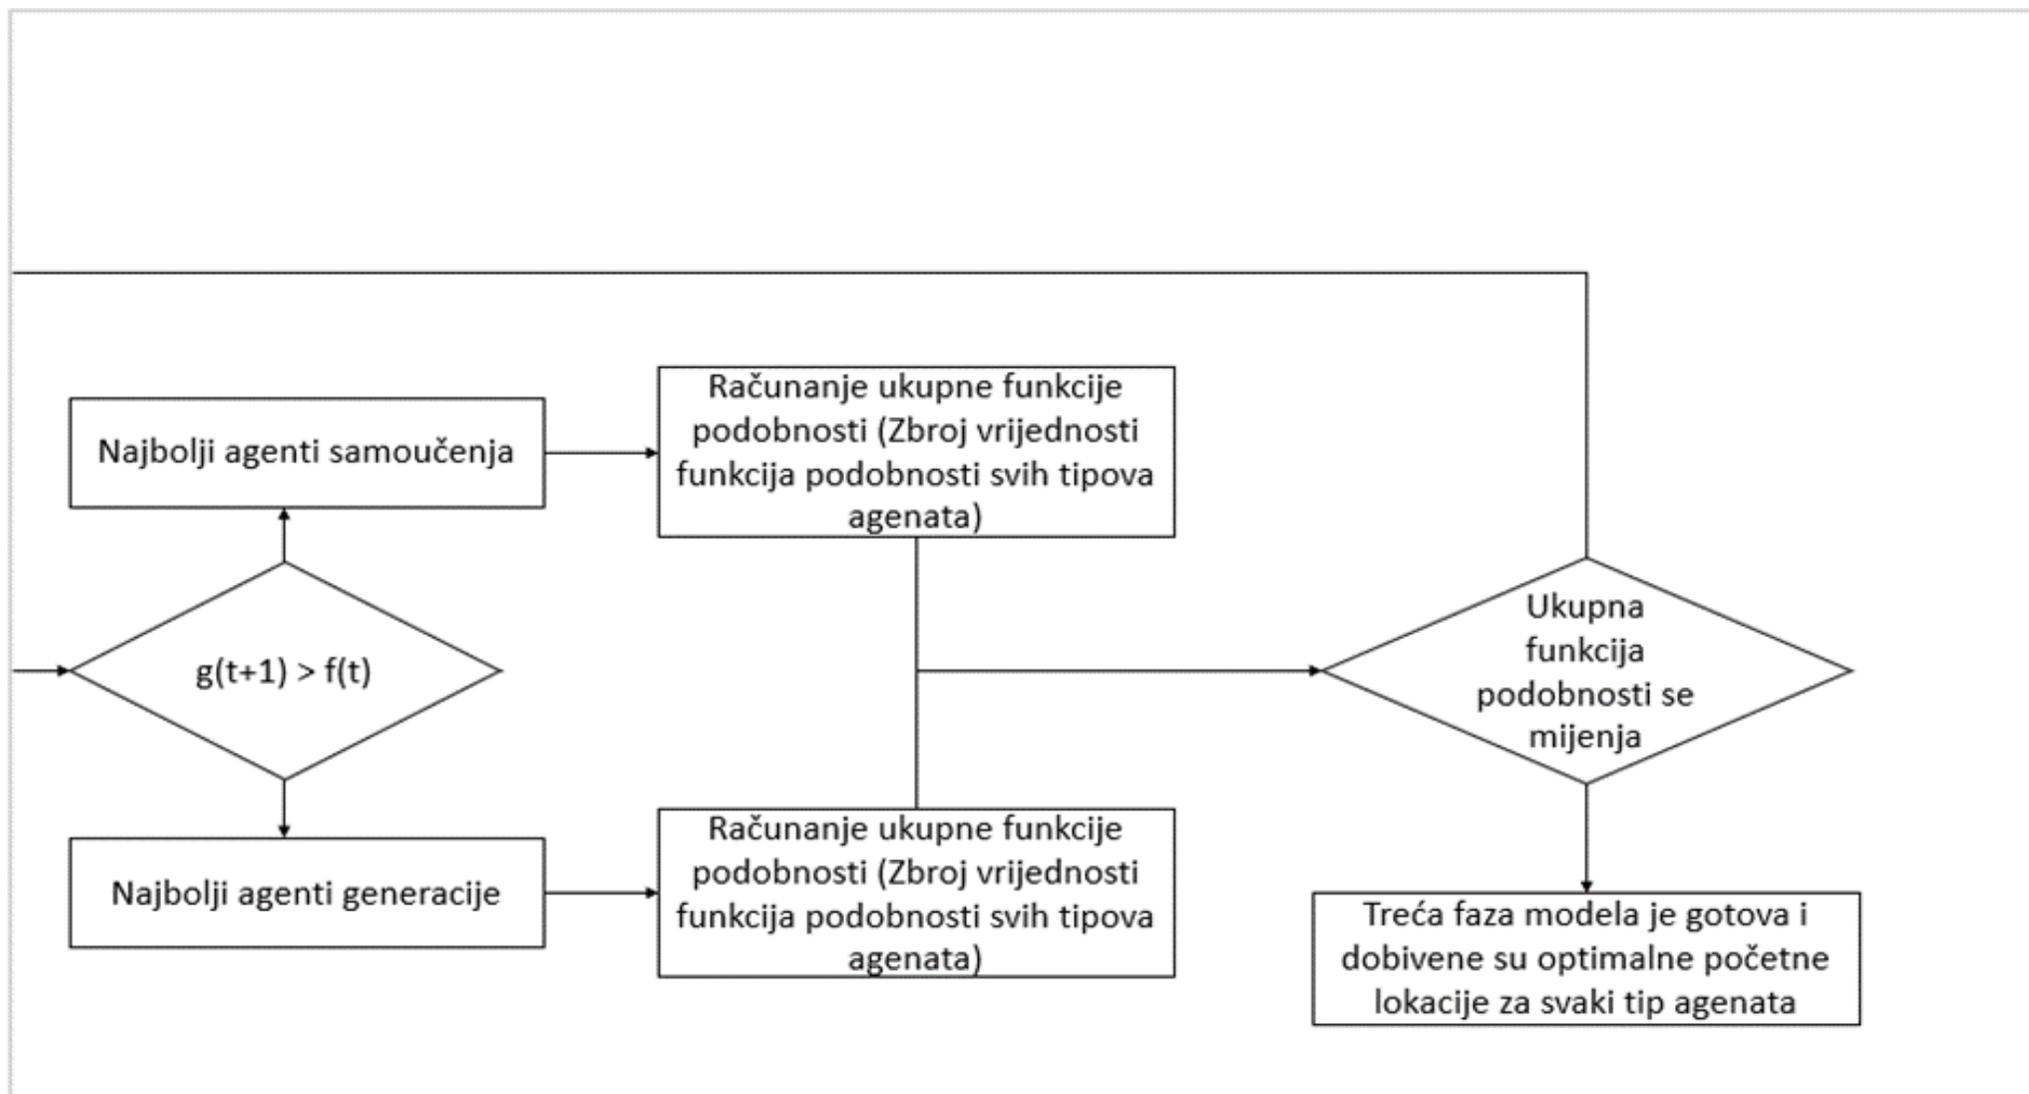 Najbolji agenti samoučenja
Računanje ukupne funkcije
podobnosti (Zbroj vrijednosti
funkcija podobnosti svih tipova
agenata)
g(t+1) > f(t)
Ukupna
funkcija
podobnosti se
mijenja
Najbolji agenti generacije
Računanje ukupne funkcije
podobnosti (Zbroj vrijednosti
funkcija podobnosti svih tipova
agenata)
Treća faza modela je gotova i
dobivene su optimalne početne
lokacije za svaki tip agenata